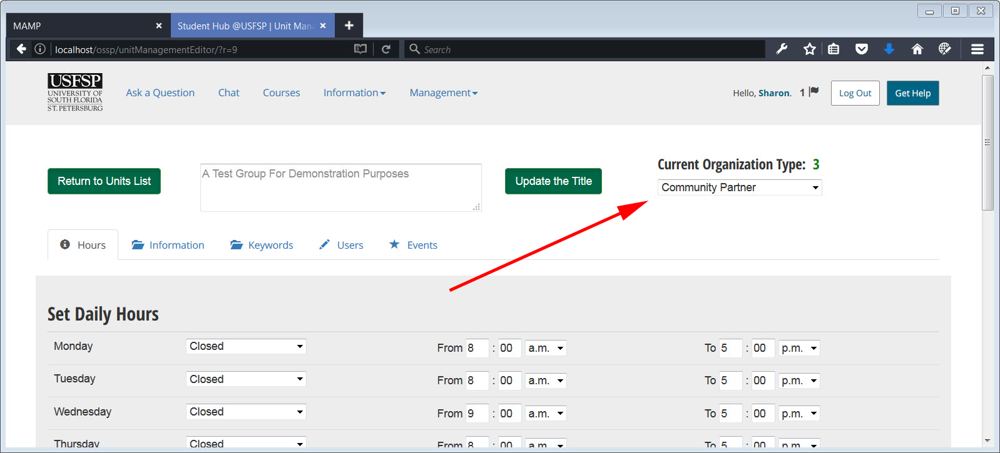 MAMP
Student Hub @USFSP | Unit Mana
localhost/ossp/unitManagementEditor/?r=9
Search
USFSP
UNIVERSITY OF
SOUTH FLORIDA
ST. PETERSBURG
Ask a Question Chat Courses Information Management
Hello, Sharon. 1 Log Out Get Help
Current Organization Type: 3
Return to Units List
A Test Group For Demonstration Purposes
Update the Title
Community Partner
Hours Information Keywords Users Events
Set Daily Hours
Monday Closed From 8 : 00 a.m. To 5 : 00 p.m.
Tuesday Closed From 8 : 00 a.m. To 5 : 00 p.m.
Wednesday Closed From 9 : 00 a.m. To 5 : 00 p.m.
Thursday Closed From 8 : 00 a.m. To 5 : 00 p.m.